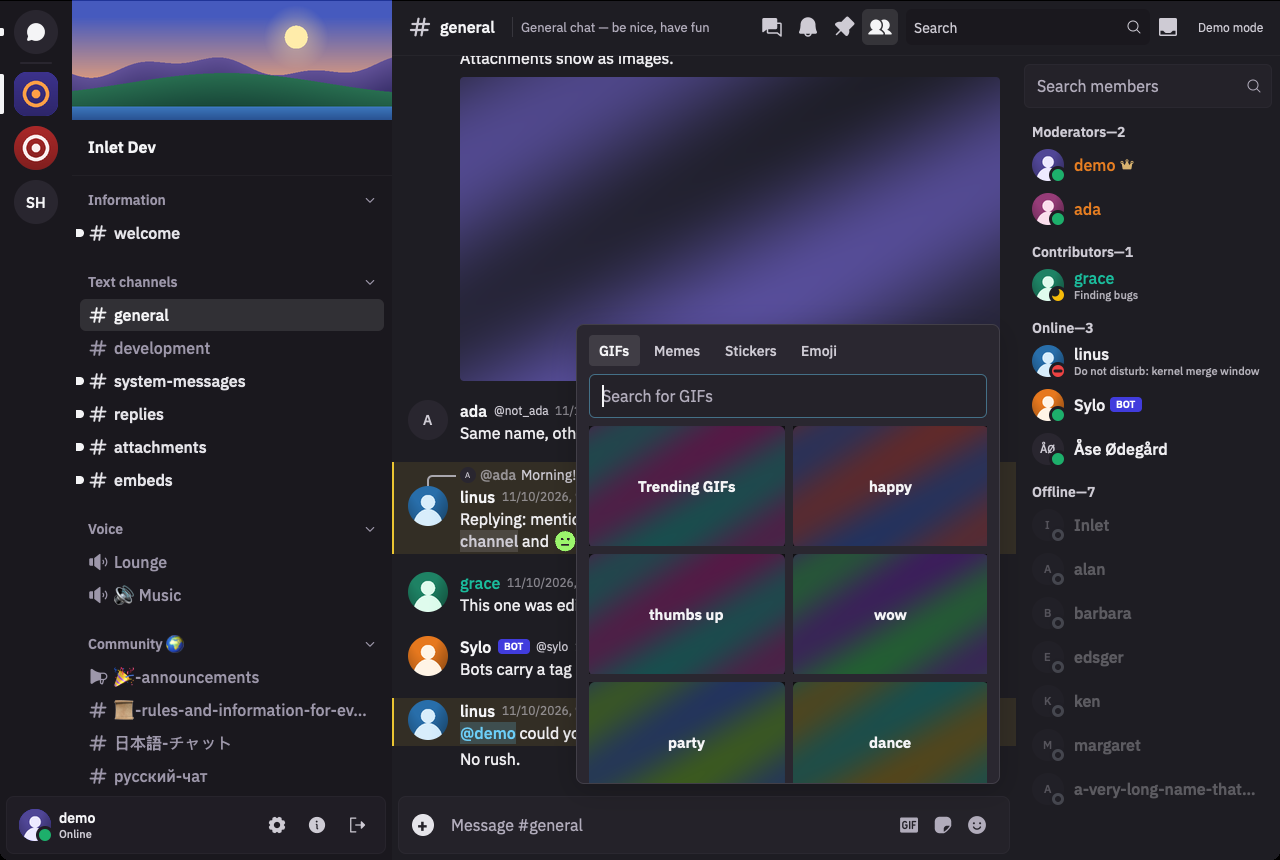 SH
Inlet Dev
Information
welcome
Text channels
general
development
system-messages
replies
attachments
embeds
Voice
Lounge
🔊 Music
Community 🌍
🎉-announcements
📜-rules-and-information-for-ev...
日本語-チャット
русский-чат
demo
Online
general
General chat — be nice, have fun
Search
Demo mode
Attachments show as images.
A
ada @not_ada 11/1
Same name, oth
A @ada Morning!
linus 11/10/2026,
Replying: mentio
channel and
grace 11/10/2026,
This one was edi
Sylo BOT @sylo
Bots carry a tag
linus 11/10/2026,
@demo could yo
No rush.
GIFs
Memes
Stickers
Emoji
Search for GIFs
Trending GIFs
happy
thumbs up
wow
party
dance
Message #general
GIF
Search members
Moderators—2
demo
ada
Contributors—1
grace
Finding bugs
Online—3
linus
Do not disturb: kernel merge window
Sylo BOT
ÅØ Åse Ødegård
Offline—7
I Inlet
A alan
B barbara
E edsger
K ken
M margaret
A a-very-long-name-that...